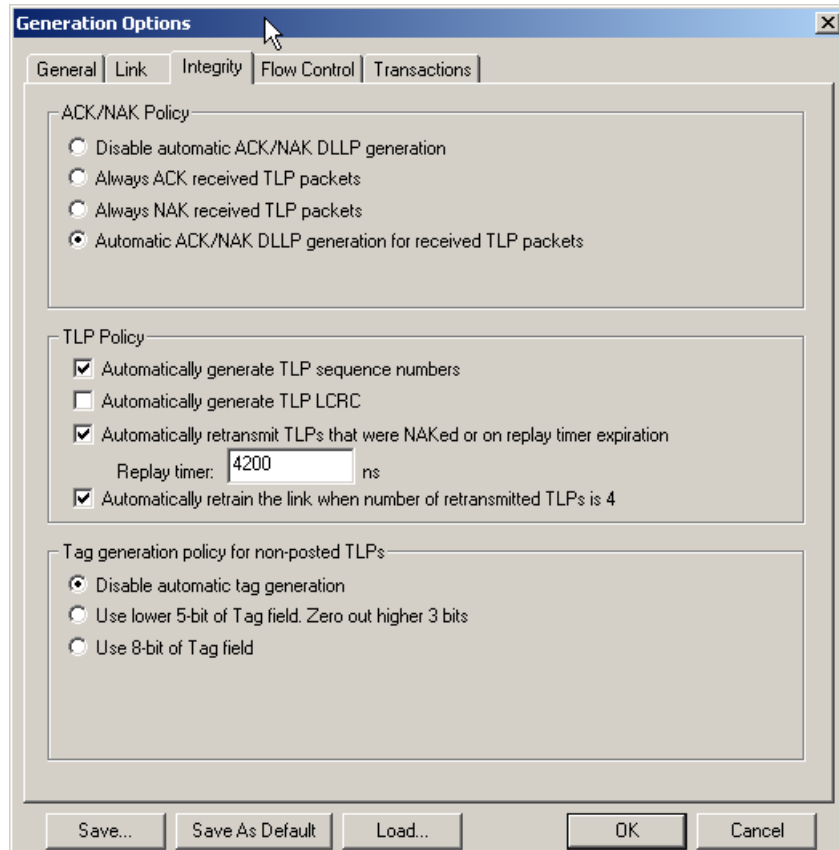 Generation Options
General Link Integrity Flow Control Transactions
ACK/NAK Policy
Disable automatic ACK/NAK DLLP generation
Always ACK received TLP packets
Always NAK received TLP packets
Automatic ACK/NAK DLLP generation for received TLP packets
TLP Policy
Automatically generate TLP sequence numbers
Automatically generate TLP LCRC
Automatically retransmit TLPs that were NAKed or on replay timer expiration
Replay timer: 4200 ns
Automatically retrain the link when number of retransmitted TLPs is 4
Tag generation policy for non-posted TLPs
Disable automatic tag generation
Use lower 5-bit of Tag field. Zero out higher 3 bits
Use 8-bit of Tag field
Save... Save As Default Load... OK Cancel